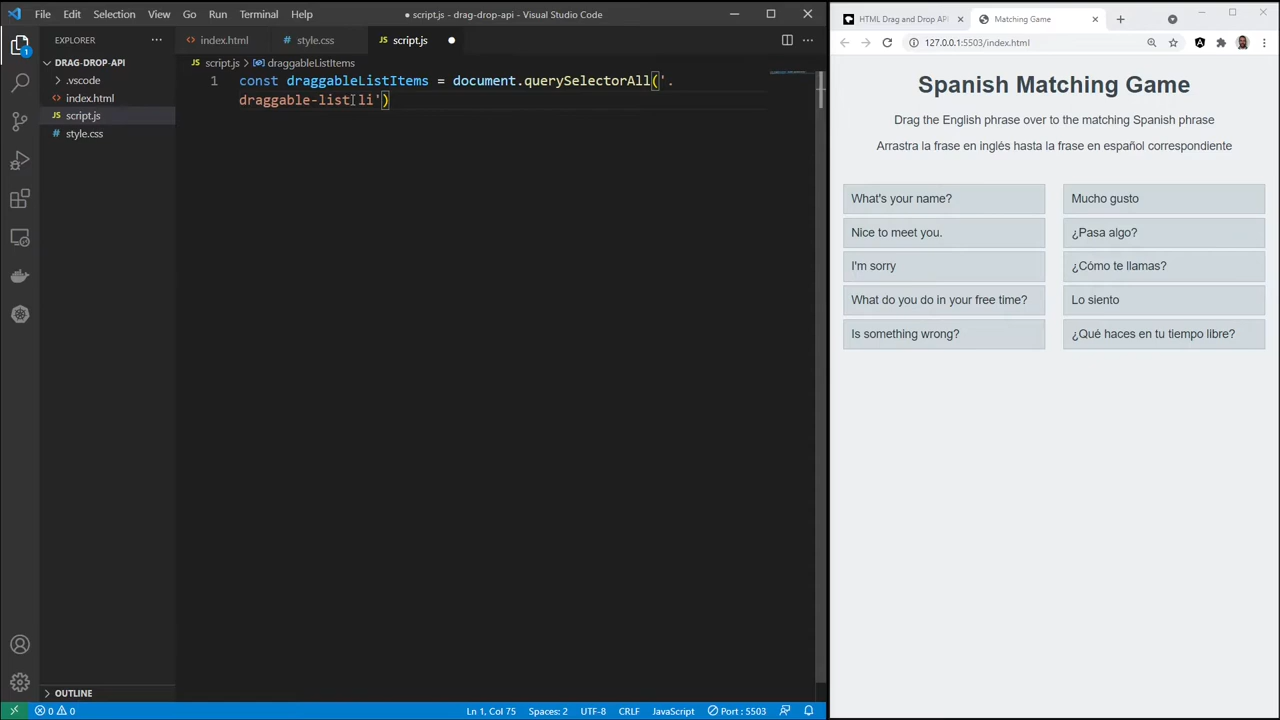 File Edit Selection View Go Run Terminal Help
● script.js - drag-drop-api - Visual Studio Code
EXPLORER
DRAG-DROP-API
.vscode
index.html
script.js
style.css
OUTLINE
index.html
style.css
script.js
script.js > draggableListItems
1 const draggableListItems = document.querySelectorAll('.
draggable-list li')
0 0
Ln 1, Col 75 Spaces: 2 UTF-8 CRLF JavaScript Port : 5503
HTML Drag and Drop API
Matching Game
127.0.0.1:5503/index.html
Spanish Matching Game
Drag the English phrase over to the matching Spanish phrase
Arrastra la frase en inglés hasta la frase en español correspondiente
What's your name?
Nice to meet you.
I'm sorry
What do you do in your free time?
Is something wrong?
Mucho gusto
¿Pasa algo?
¿Cómo te llamas?
Lo siento
¿Qué haces en tu tiempo libre?